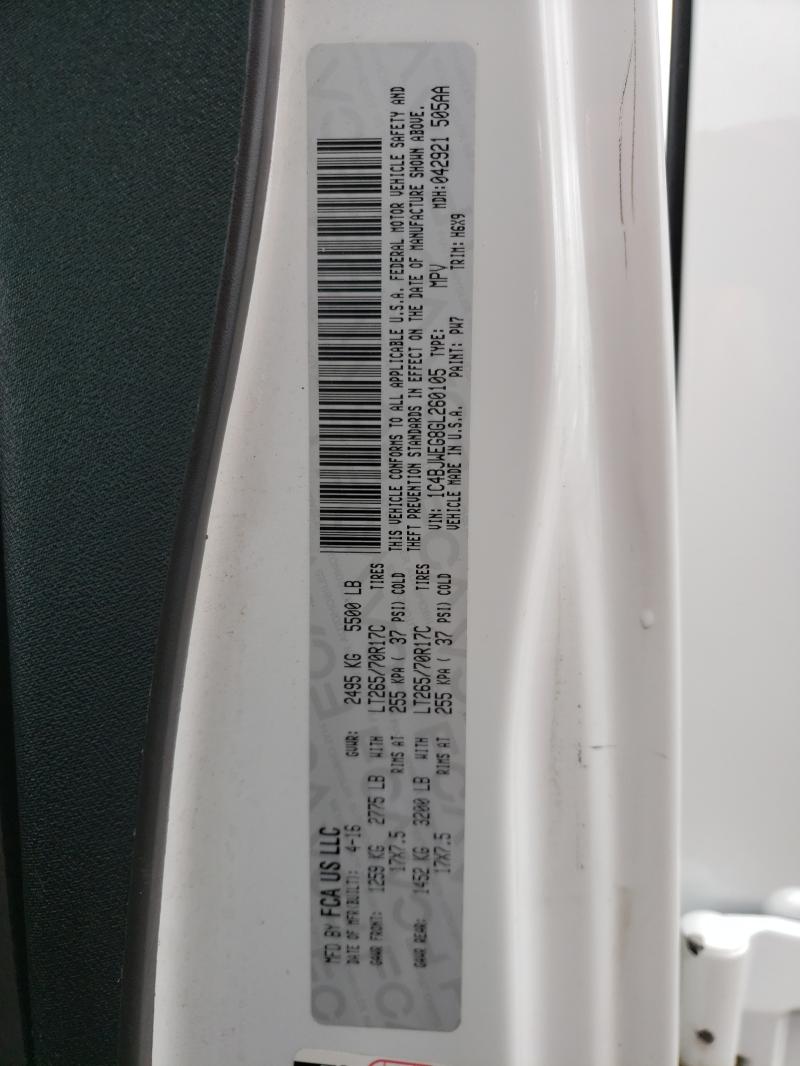 MFD BY FCA US LLC
DATE OF MFR(BUILT): 4-16 GVWR: 2495 KG 5500 LB
GAWR FRONT: 1259 KG 2775 LB WITH LT265/70R17C TIRES
17X7.5 RIMS AT 255 KPA ( 37 PSI) COLD
GAWR REAR: 1452 KG 3200 LB WITH LT265/70R17C TIRES
17X7.5 RIMS AT 255 KPA ( 37 PSI) COLD
THIS VEHICLE CONFORMS TO ALL APPLICABLE U.S.A. FEDERAL MOTOR VEHICLE SAFETY AND
THEFT PREVENTION STANDARDS IN EFFECT ON THE DATE OF MANUFACTURE SHOWN ABOVE.
VIN: 1C4BJWEG8GL260105 TYPE: MPV MDH:042921 505AA
VEHICLE MADE IN U.S.A. PAINT: PW7 TRIM: H6X9